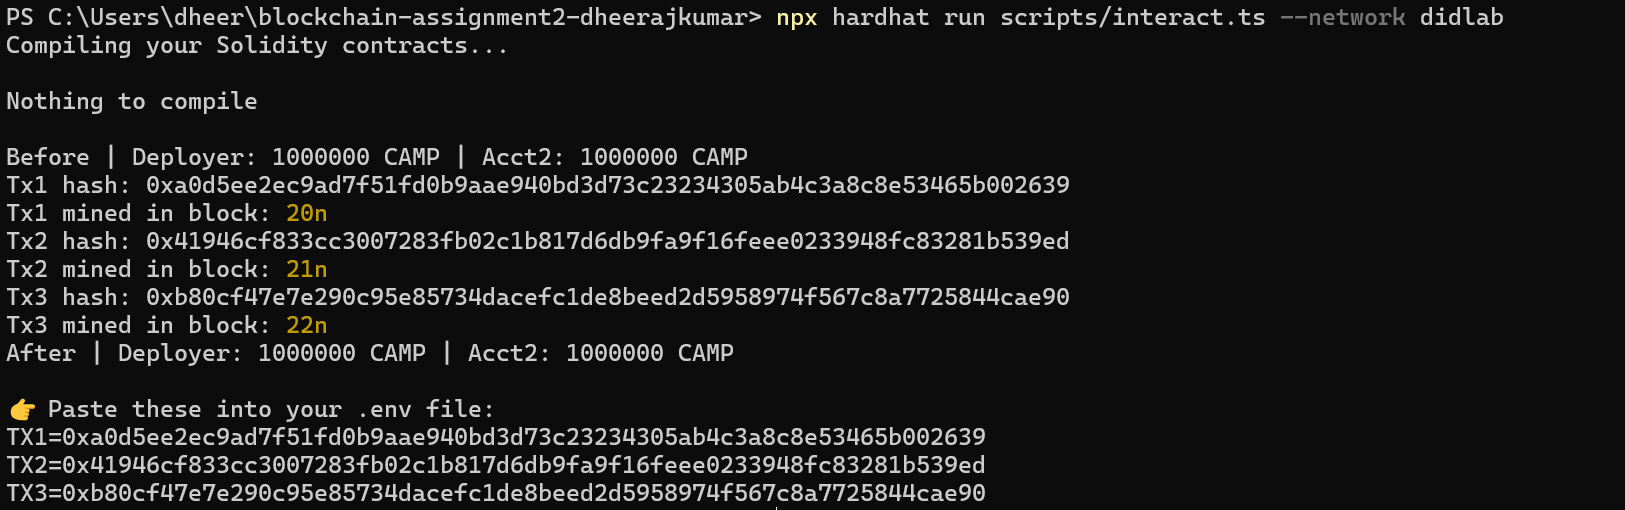 PS C:\Users\dheer\blockchain-assignment2-dheerajkumar> npx hardhat run scripts/interact.ts --network didlab
Compiling your Solidity contracts...
Nothing to compile
Before | Deployer: 1000000 CAMP | Acct2: 1000000 CAMP
Tx1 hash: 0xa0d5ee2ec9ad7f51fd0b9aae940bd3d73c23234305ab4c3a8c8e53465b002639
Tx1 mined in block: 20n
Tx2 hash: 0x41946cf833cc3007283fb02c1b817d6db9fa9f16feee0233948fc83281b539ed
Tx2 mined in block: 21n
Tx3 hash: 0xb80cf47e7e290c95e85734dacefc1de8beed2d5958974f567c8a7725844cae90
Tx3 mined in block: 22n
After | Deployer: 1000000 CAMP | Acct2: 1000000 CAMP
👉 Paste these into your .env file:
TX1=0xa0d5ee2ec9ad7f51fd0b9aae940bd3d73c23234305ab4c3a8c8e53465b002639
TX2=0x41946cf833cc3007283fb02c1b817d6db9fa9f16feee0233948fc83281b539ed
TX3=0xb80cf47e7e290c95e85734dacefc1de8beed2d5958974f567c8a7725844cae90